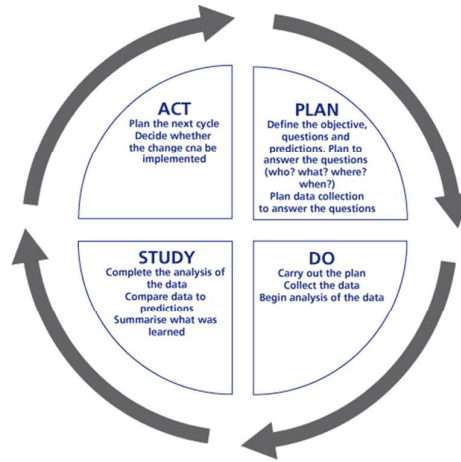 ACT
Plan the next cycle
Decide whether
the change cna be
implemented
PLAN
Define the objective,
questions and
predictions. Plan to
answer the questions
(who? what? where?
when?)
Plan data collection
to answer the questions
STUDY
Complete the analysis of
the data
Compare data to
predictions
Summarise what was
learned
DO
Carry out the plan
Collect the data
Begin analysis of the data